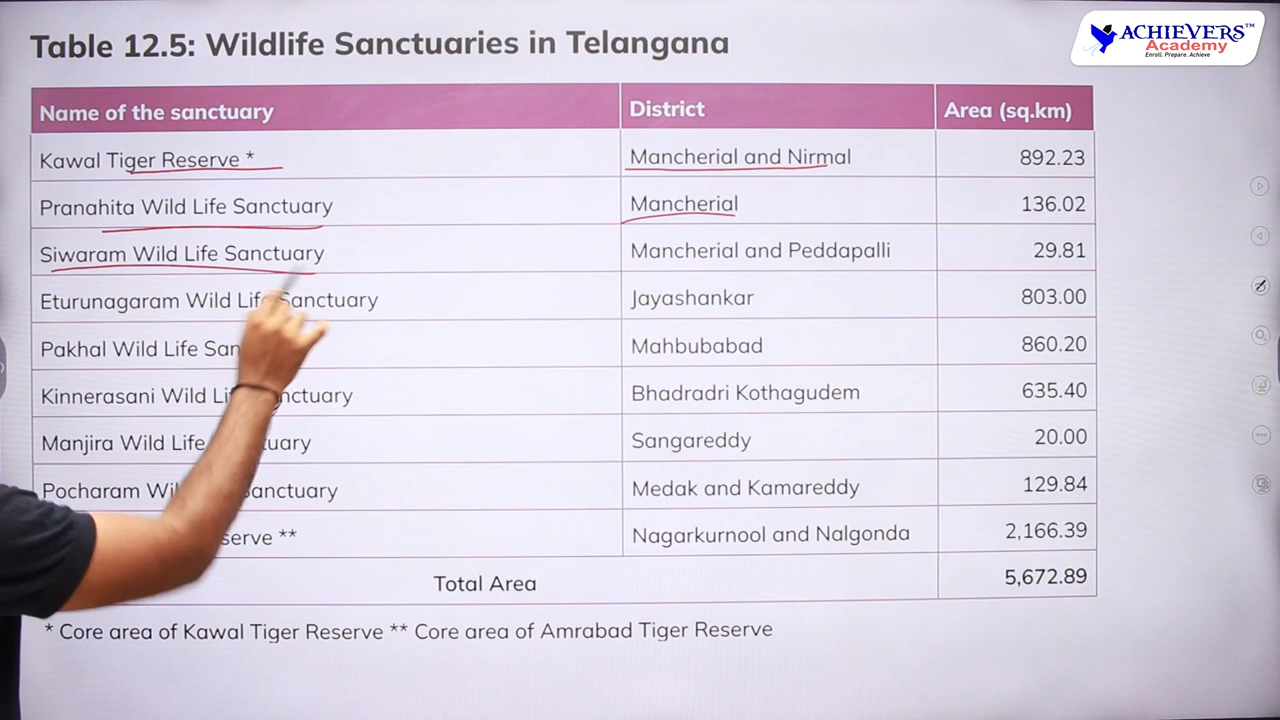 ACHIEVERS™
Academy
Enroll. Prepare. Achieve
Table 12.5: Wildlife Sanctuaries in Telangana
Name of the sanctuary District Area (sq.km)
Kawal Tiger Reserve * Mancherial and Nirmal 892.23
Pranahita Wild Life Sanctuary Mancherial 136.02
Siwaram Wild Life Sanctuary Mancherial and Peddapalli 29.81
Eturunagaram Wild Life Sanctuary Jayashankar 803.00
Pakhal Wild Life Mahbubabad 860.20
Kinnerasani Wild Sanctuary Bhadradri Kothagudem 635.40
Manjira Wild Life Sangareddy 20.00
Pocharam Sanctuary Medak and Kamareddy 129.84
** Nagarkurnool and Nalgonda 2,166.39
Total Area 5,672.89
* Core area of Kawal Tiger Reserve ** Core area of Amrabad Tiger Reserve